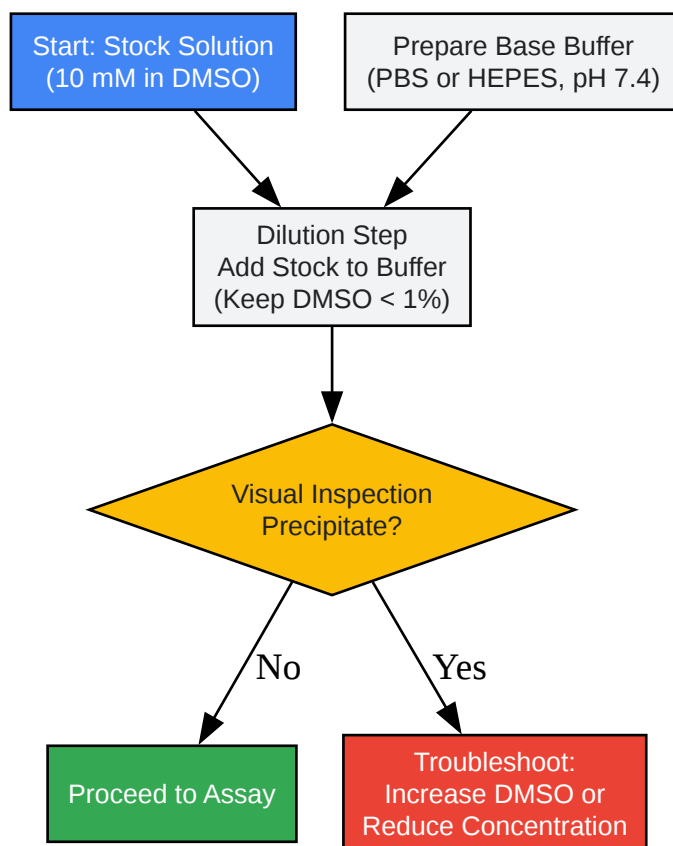 Start: Stock Solution
(10 mM in DMSO)
Prepare Base Buffer
(PBS or HEPES, pH 7.4)
Dilution Step
Add Stock to Buffer
(Keep DMSO < 1%)
Visual Inspection
Precipitate?
No
Yes
Proceed to Assay
Troubleshoot:
Increase DMSO or
Reduce Concentration